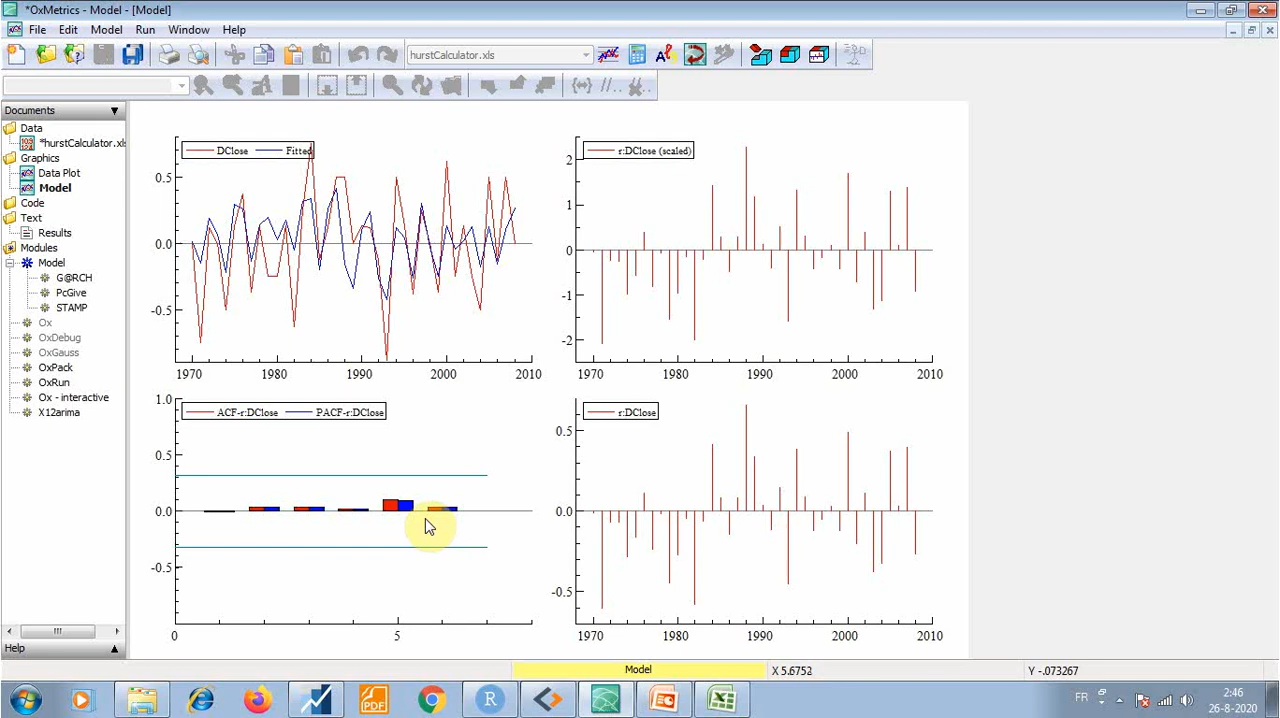 *OxMetrics - Model - [Model]
File Edit Model Run Window Help
hurstCalculator.xls
Documents
Data
*hurstCalculator.xls
Graphics
Data Plot
Model
Code
Text
Results
Modules
Model
G@RCH
PcGive
STAMP
Ox
OxDebug
OxGauss
OxPack
OxRun
Ox - interactive
X12arima
Help
DClose Fitted
0.5
0.0
-0.5
1970 1980 1990 2000 2010
r:DClose (scaled)
2
1
0
-1
-2
1970 1980 1990 2000 2010
ACF-r:DClose PACF-r:DClose
1.0
0.5
0.0
-0.5
0 5
r:DClose
0.5
0.0
-0.5
1970 1980 1990 2000 2010
Model X 5.6752 Y -.073267
PDF
R
FR
2:46
26-8-2020